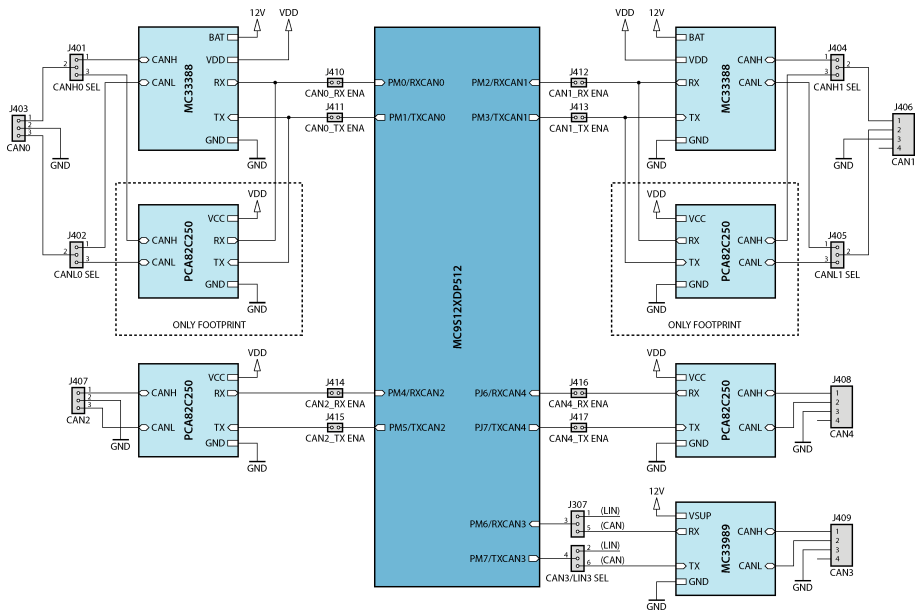 12V
VDD
J401
1
2
3
CANH0 SEL
CANH
CANL
MC33388
BAT
VDD
RX
TX
GND
GND
J403
1
2
3
CAN0
GND
J410
CAN0_RX ENA
J411
CAN0_TX ENA
PM0/RXCAN0
PM1/TXCAN0
J402
1
2
3
CANL0 SEL
VDD
CANH
CANL
PCA82C250
VCC
RX
TX
GND
GND
ONLY FOOTPRINT
MC9S12XDP512
VDD
12V
PM2/RXCAN1
PM3/TXCAN1
J412
CAN1_RX ENA
J413
CAN1_TX ENA
BAT
VDD
RX
TX
GND
GND
MC33388
CANH
CANL
J404
1
2
3
CANH1 SEL
J406
1
2
3
4
CAN1
GND
VDD
VCC
RX
TX
GND
GND
PCA82C250
CANH
CANL
J405
1
2
3
CANL1 SEL
ONLY FOOTPRINT
J407
1
2
3
CAN2
GND
VDD
CANH
CANL
PCA82C250
VCC
RX
TX
GND
GND
J414
CAN2_RX ENA
J415
CAN2_TX ENA
PM4/RXCAN2
PM5/TXCAN2
PJ6/RXCAN4
PJ7/TXCAN4
J416
CAN4_RX ENA
J417
CAN4_TX ENA
VDD
VCC
RX
TX
GND
GND
PCA82C250
CANH
CANL
J408
1
2
3
4
CAN4
GND
PM6/RXCAN3
PM7/TXCAN3
J307
1
3
5
(LIN)
(CAN)
2
4
6
(LIN)
(CAN)
CAN3/LIN3 SEL
12V
VSUP
RX
TX
GND
GND
MC33989
CANH
CANL
J409
1
2
3
4
CAN3
GND